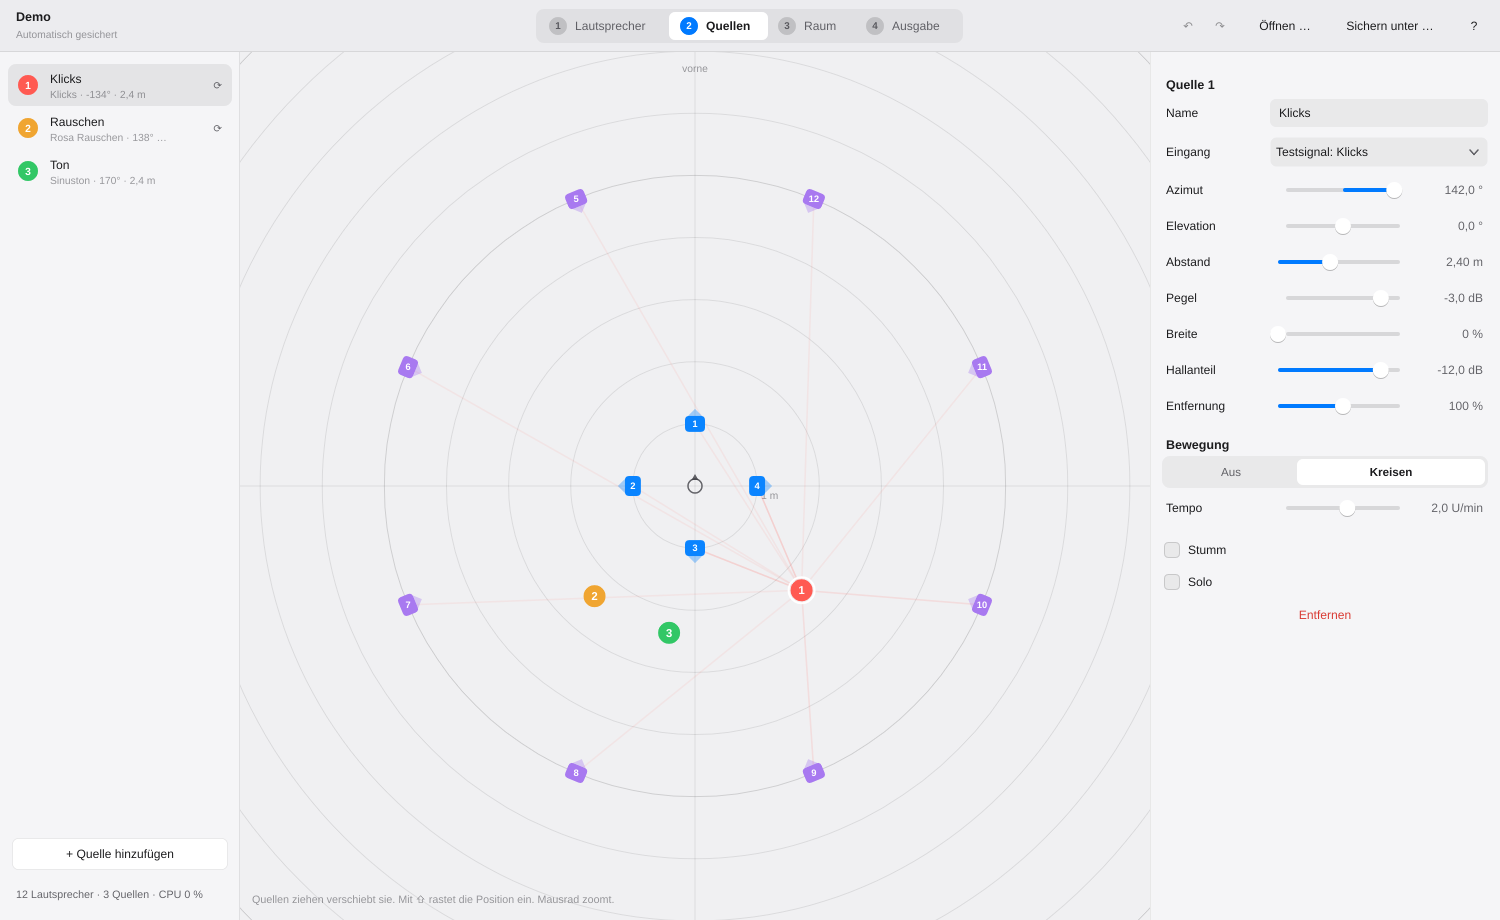 Demo
Automatisch gesichert
1 Lautsprecher
2 Quellen
3 Raum
4 Ausgabe
Öffnen …
Sichern unter …
?
1
Klicks
Klicks · -134° · 2,4 m
2
Rauschen
Rosa Rauschen · 138° …
3
Ton
Sinuston · 170° · 2,4 m
+ Quelle hinzufügen
12 Lautsprecher · 3 Quellen · CPU 0 %
vorne
5
12
6
11
1
2
4
m
3
1
2
3
7
10
8
9
Quellen ziehen verschiebt sie. Mit ⇧ rastet die Position ein. Mausrad zoomt.
Quelle 1
Name Klicks
Eingang Testsignal: Klicks
Azimut 142,0 °
Elevation 0,0 °
Abstand 2,40 m
Pegel -3,0 dB
Breite 0 %
Hallanteil -12,0 dB
Entfernung 100 %
Bewegung
Aus Kreisen
Tempo 2,0 U/min
Stumm
Solo
Entfernen